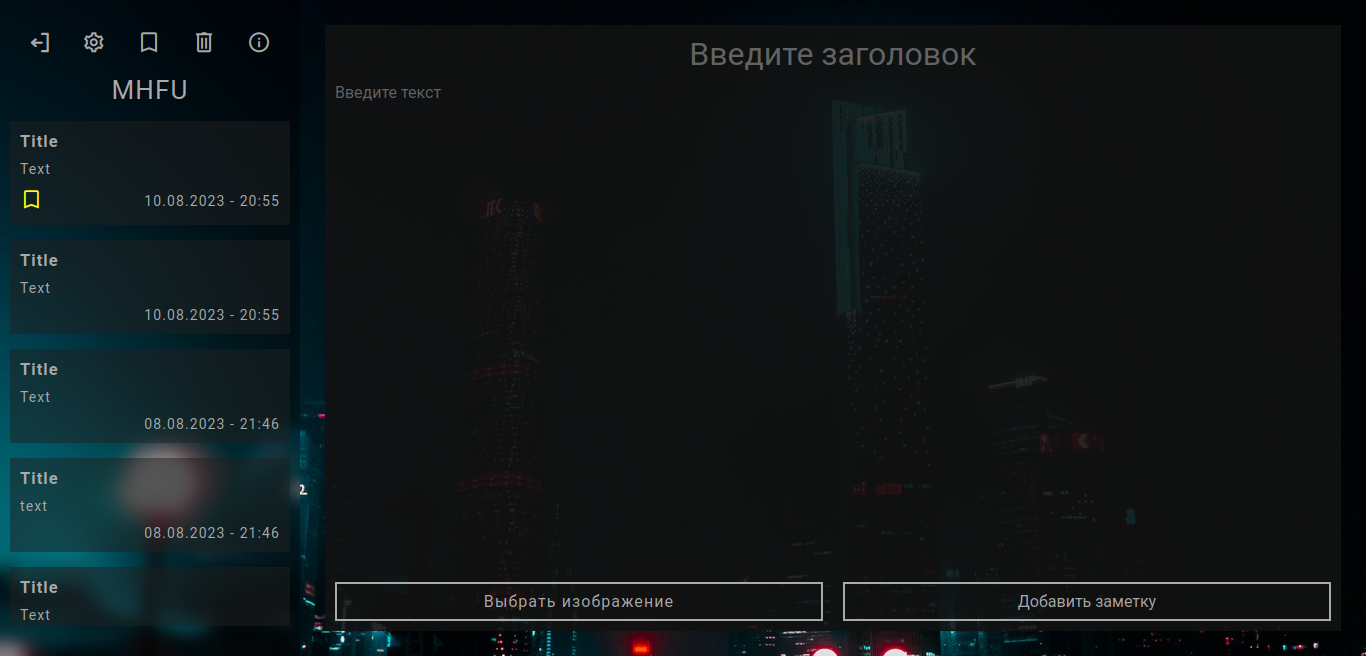 MHFU
Title
Text
10.08.2023 - 20:55
Title
Text
10.08.2023 - 20:55
Title
Text
08.08.2023 - 21:46
Title
text
08.08.2023 - 21:46
Title
Text
Введите заголовок
Введите текст
IFC
Выбрать изображение
Добавить заметку